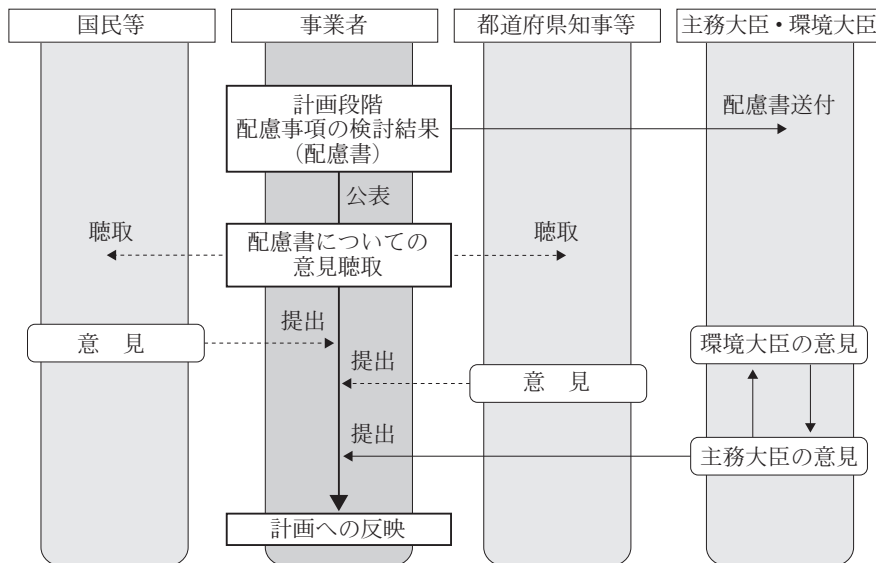 国民等
事業者
都道府県知事等
主務大臣・環境大臣
計画段階
配慮事項の検討結果
(配慮書)
配慮書送付
公表
聴取
配慮書についての
意見聴取
聴取
提出
意 見
提出
意 見
環境大臣の意見
提出
主務大臣の意見
計画への反映